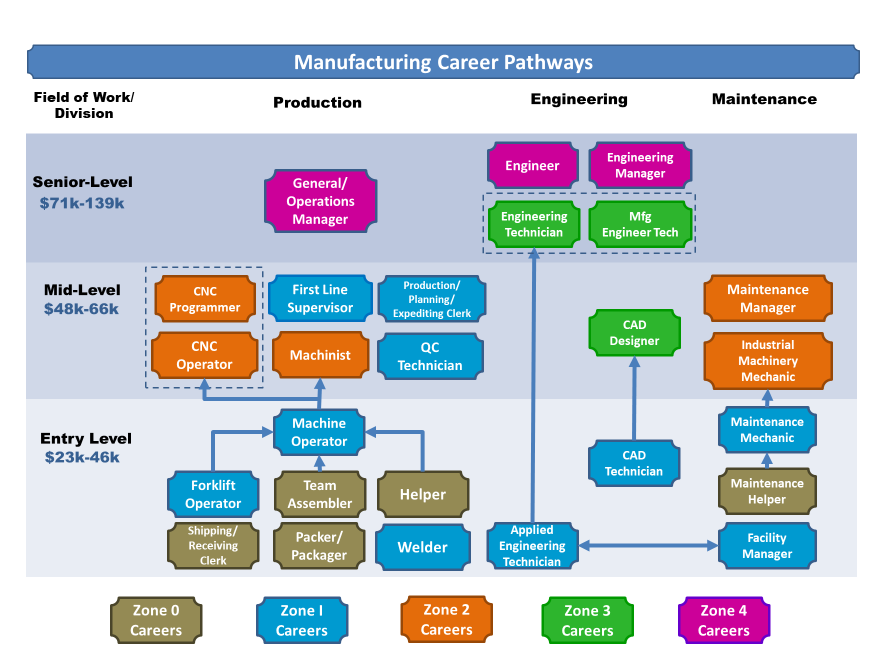 Manufacturing Career Pathways
Field of Work/
Division
Production
Engineering
Maintenance
Senior-Level
$71k-139k
General/
Operations
Manager
Engineer
Engineering
Manager
Engineering
Technician
Mfg
Engineer Tech
Mid-Level
$48k-66k
CNC
Programmer
First Line
Supervisor
Production/
Planning/
Expediting Clerk
CNC
Operator
Machinist
QC
Technician
CAD
Designer
Maintenance
Manager
Industrial
Machinery
Mechanic
Entry Level
$23k-46k
Machine
Operator
Forklift
Operator
Team
Assembler
Helper
Shipping/
Receiving
Clerk
Packer/
Packager
Welder
Applied
Engineering
Technician
CAD
Technician
Maintenance
Mechanic
Maintenance
Helper
Facility
Manager
Zone 0
Careers
Zone I
Careers
Zone 2
Careers
Zone 3
Careers
Zone 4
Careers